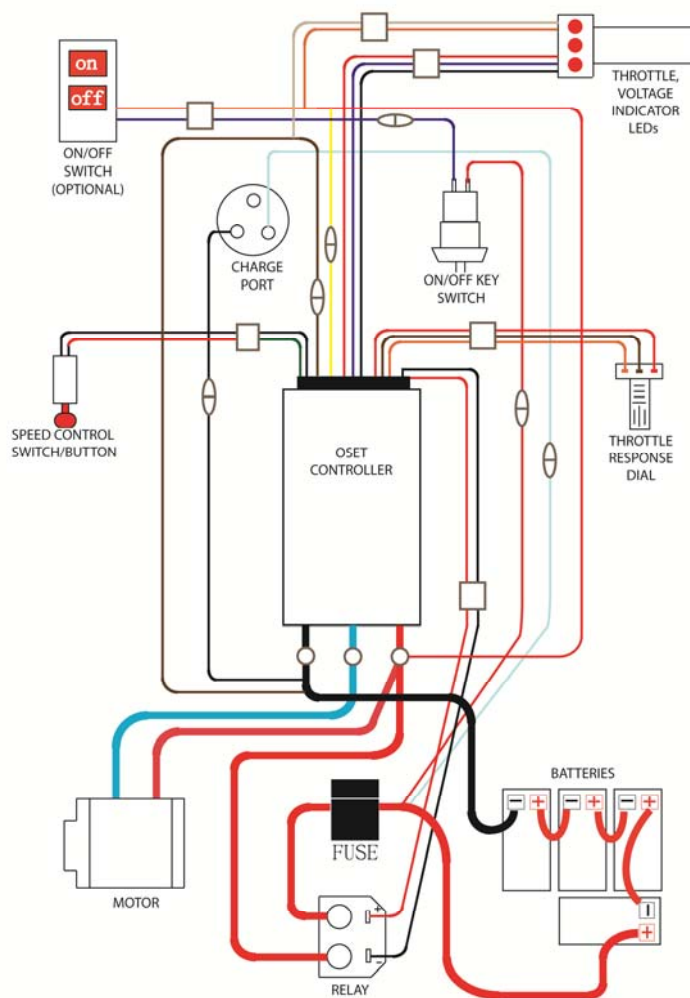 on
off
ON/OFF
SWITCH
(OPTIONAL)
THROTTLE,
VOLTAGE
INDICATOR
LEDs
CHARGE
PORT
ON/OFF KEY
SWITCH
SPEED CONTROL
SWITCH/BUTTON
OSET
CONTROLLER
THROTTLE
RESPONSE
DIAL
BATTERIES
- + - + - +
- +
FUSE
MOTOR
+
-
RELAY